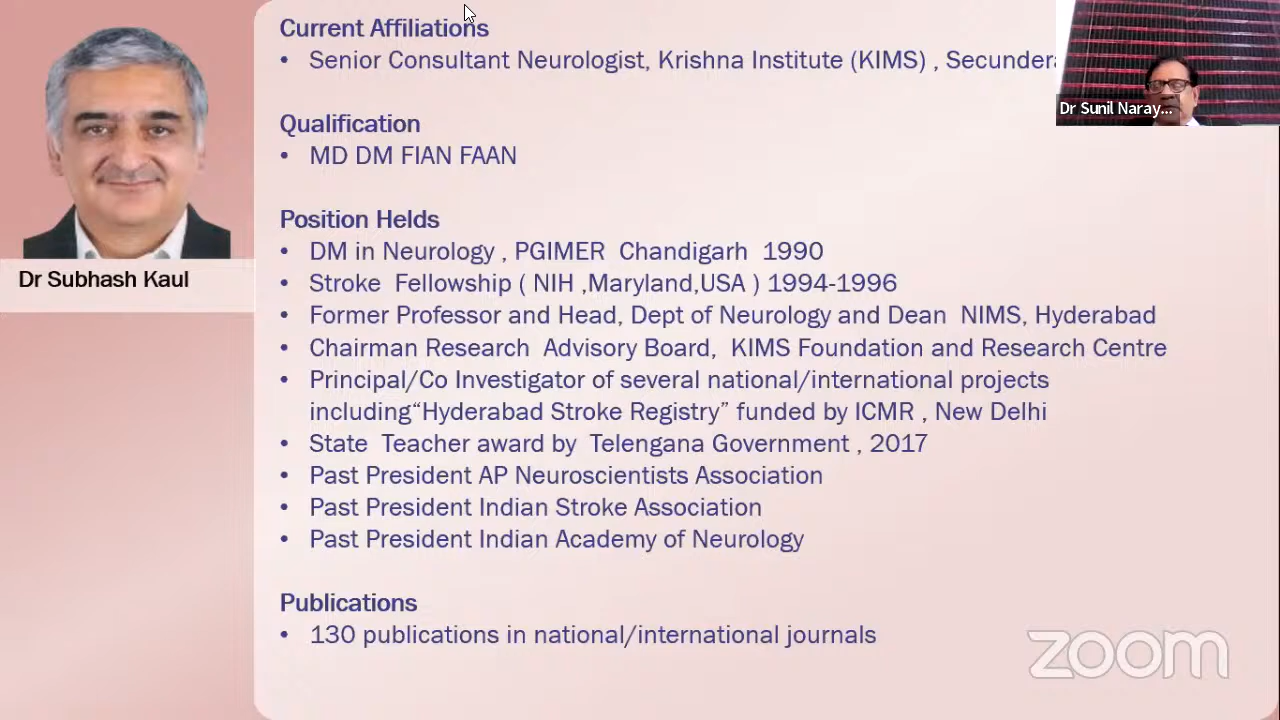 Current Affiliations
• Senior Consultant Neurologist, Krishna Institute (KIMS) ,
Dr Sunil Naray...
Qualification
• MD DM FIAN FAAN
Position Helds
• DM in Neurology , PGIMER Chandigarh 1990
Dr Subhash Kaul
• Stroke Fellowship ( NIH ,Maryland,USA ) 1994-1996
• Former Professor and Head, Dept of Neurology and Dean NIMS, Hyderabad
• Chairman Research Advisory Board, KIMS Foundation and Research Centre
• Principal/Co Investigator of several national/international projects
including“Hyderabad Stroke Registry” funded by ICMR , New Delhi
• State Teacher award by Telengana Government , 2017
• Past President AP Neuroscientists Association
• Past President Indian Stroke Association
• Past President Indian Academy of Neurology
Publications
• 130 publications in national/international journals
zoom